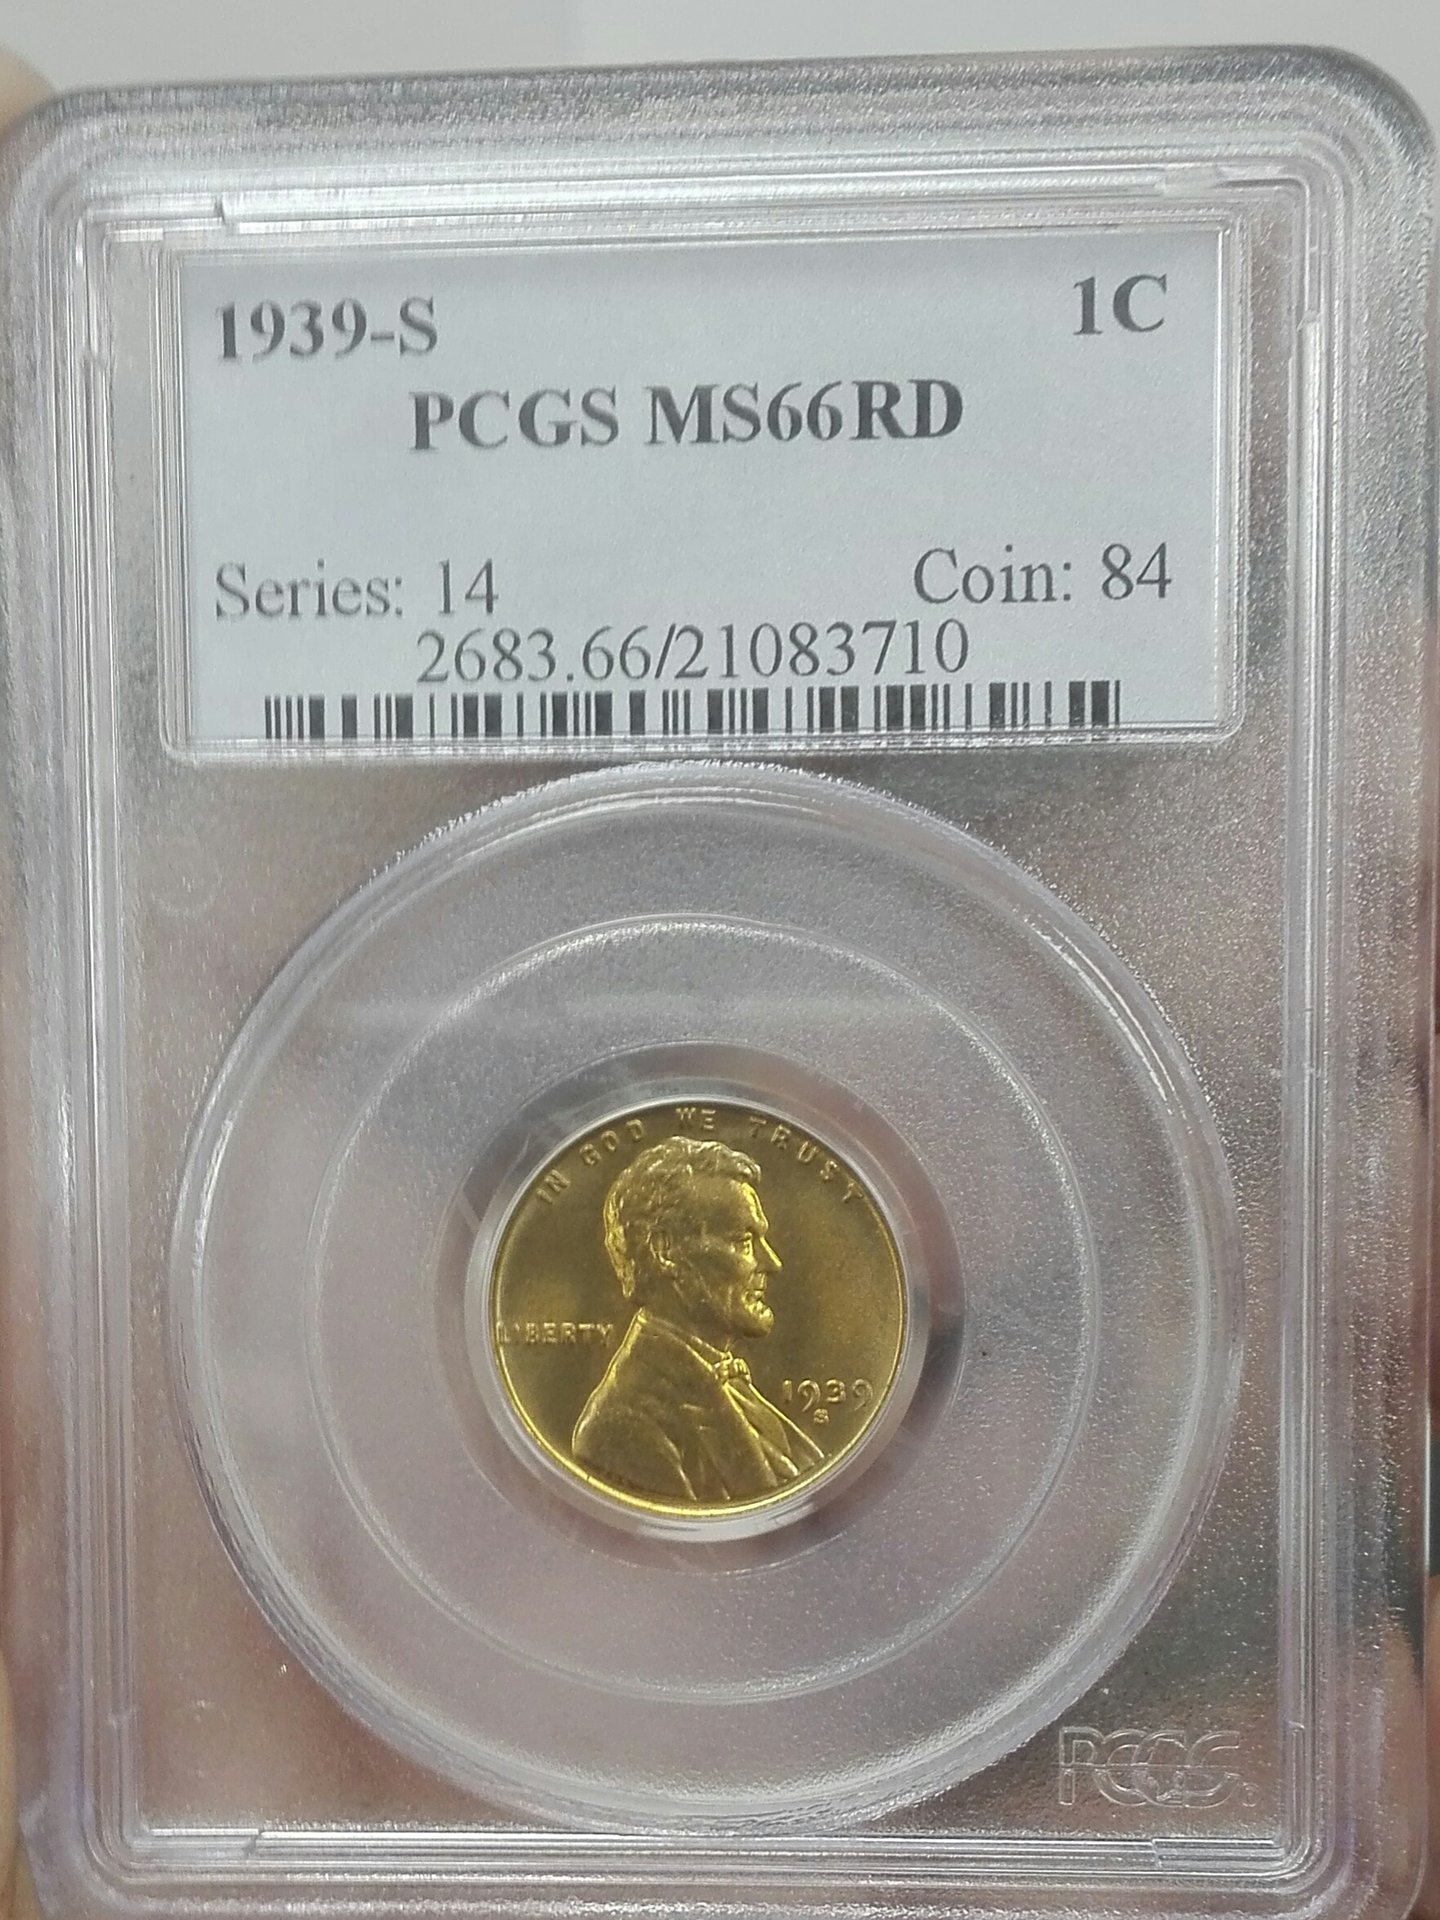 1939-S 1C
PCGS MS66RD
Series: 14 Coin: 84
2683.66/21083710
IN GOD WE TRUST
LIBERTY
1939
S
PCGS